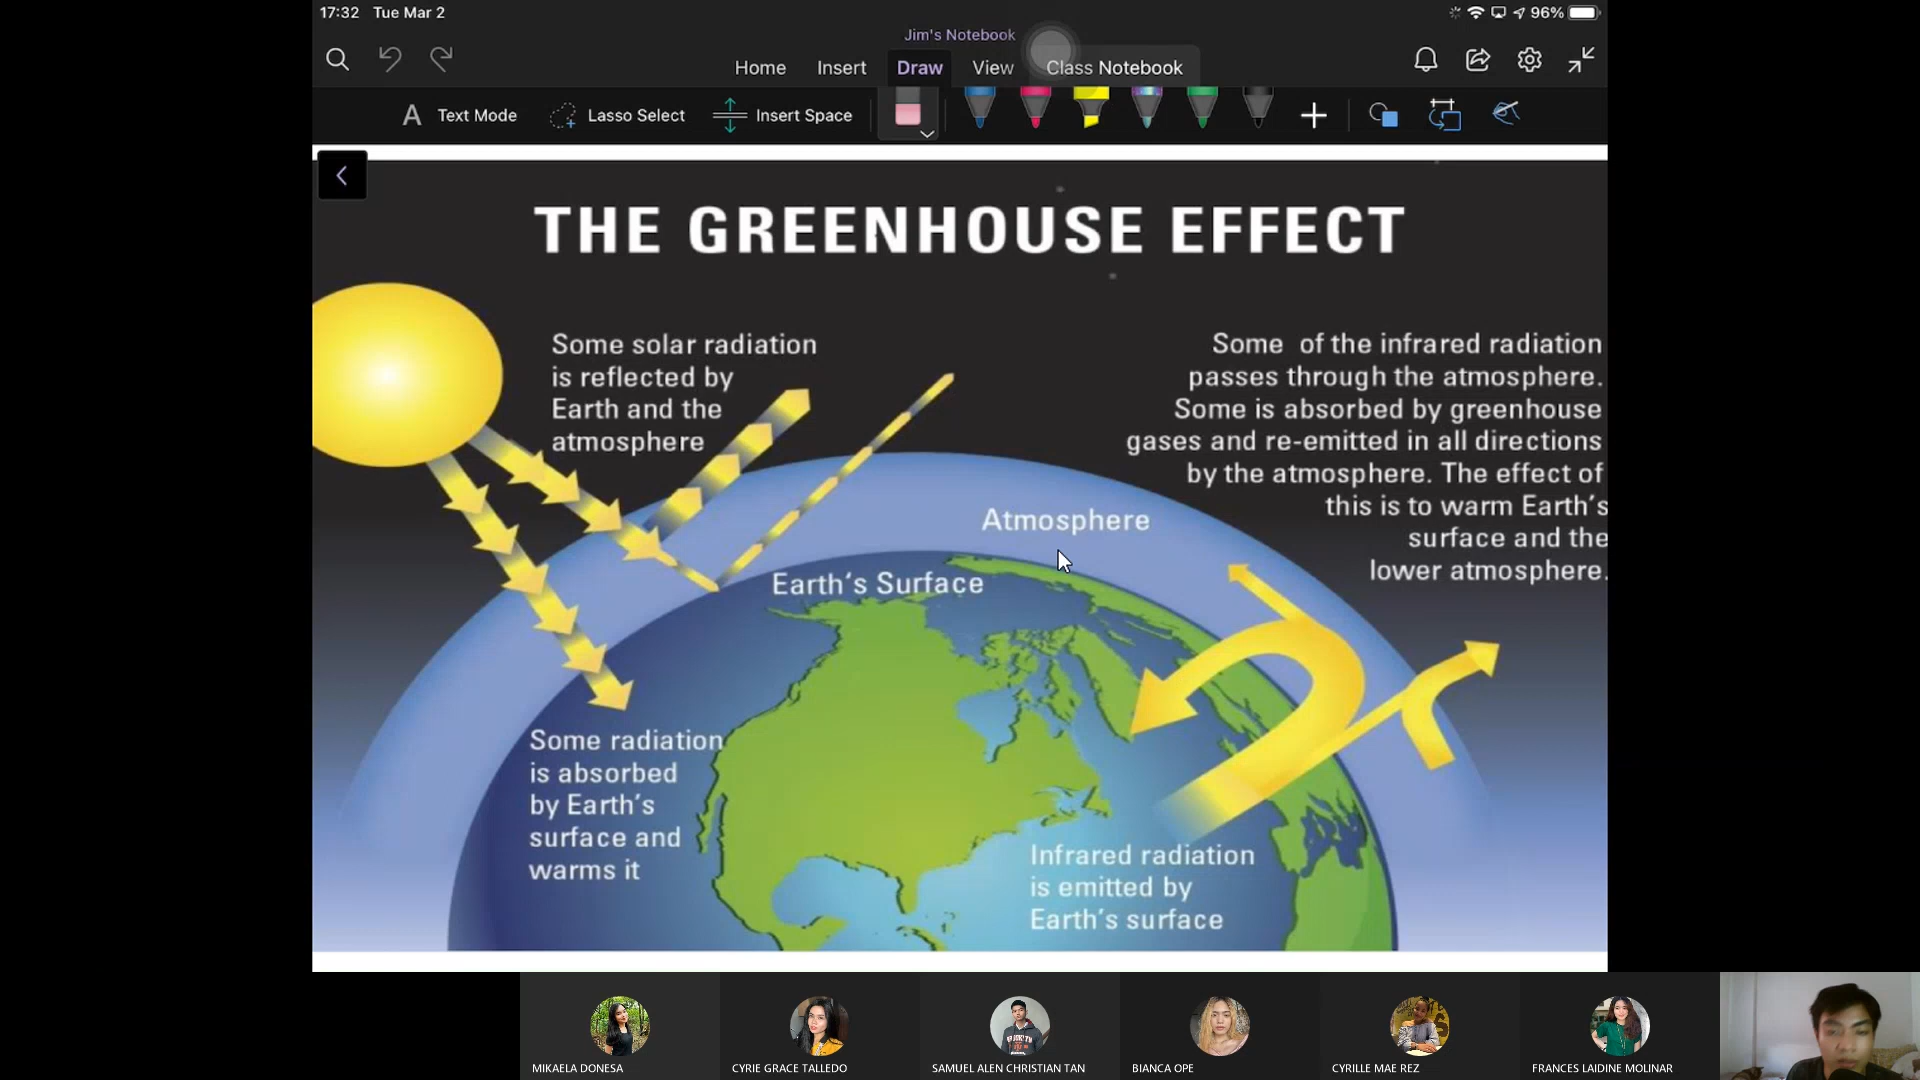 17:32 Tue Mar 2
96%
Jim's Notebook
Home Insert Draw View Class Notebook
Text Mode Lasso Select Insert Space
THE GREENHOUSE EFFECT
Some solar radiation
is reflected by
Earth and the
atmosphere
Some of the infrared radiation
passes through the atmosphere.
Some is absorbed by greenhouse
gases and re-emitted in all directions
by the atmosphere. The effect of
this is to warm Earth's
surface and the
lower atmosphere.
Atmosphere
Earth's Surface
Some radiation
is absorbed
by Earth's
surface and
warms it
Infrared radiation
is emitted by
Earth's surface
MIKAELA DONESA
CYRIE GRACE TALLEDO
SAMUEL ALEN CHRISTIAN TAN
BIANCA OPE
CYRILLE MAE REZ
FRANCES LAIDINE MOLINAR